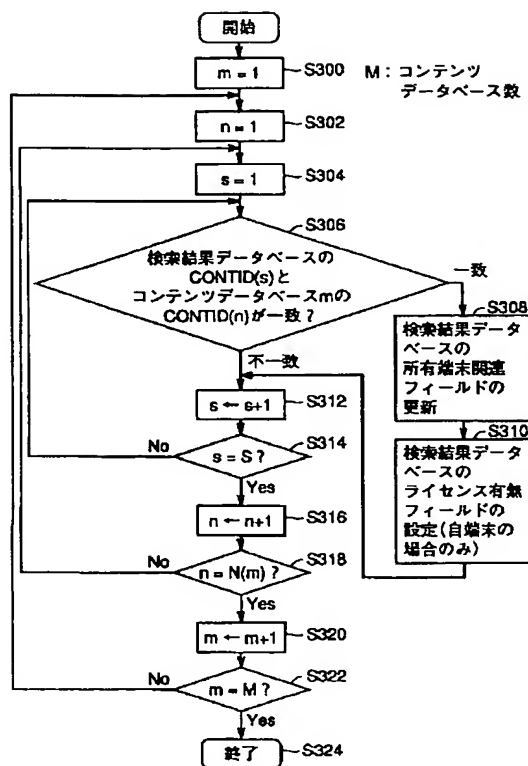 開始
m = 1
S300
M：コンテンツ
データベース数
n = 1
S302
s = 1
S304
S306
検索結果データベースの
CONTID(s)と
コンテンツデータベースmの
CONTID(n)が一致？
一致
不一致
S308
検索結果データ
ベースの
所有端末関連
フィールドの
更新
S310
検索結果データ
ベースの
ライセンス有無
フィールドの
設定(自端末の
場合のみ)
s ← s+1
S312
No
s = S ?
S314
Yes
n ← n+1
S316
No
n = N(m) ?
S318
Yes
m ← m+1
S320
No
m = M ?
S322
Yes
終了
S324